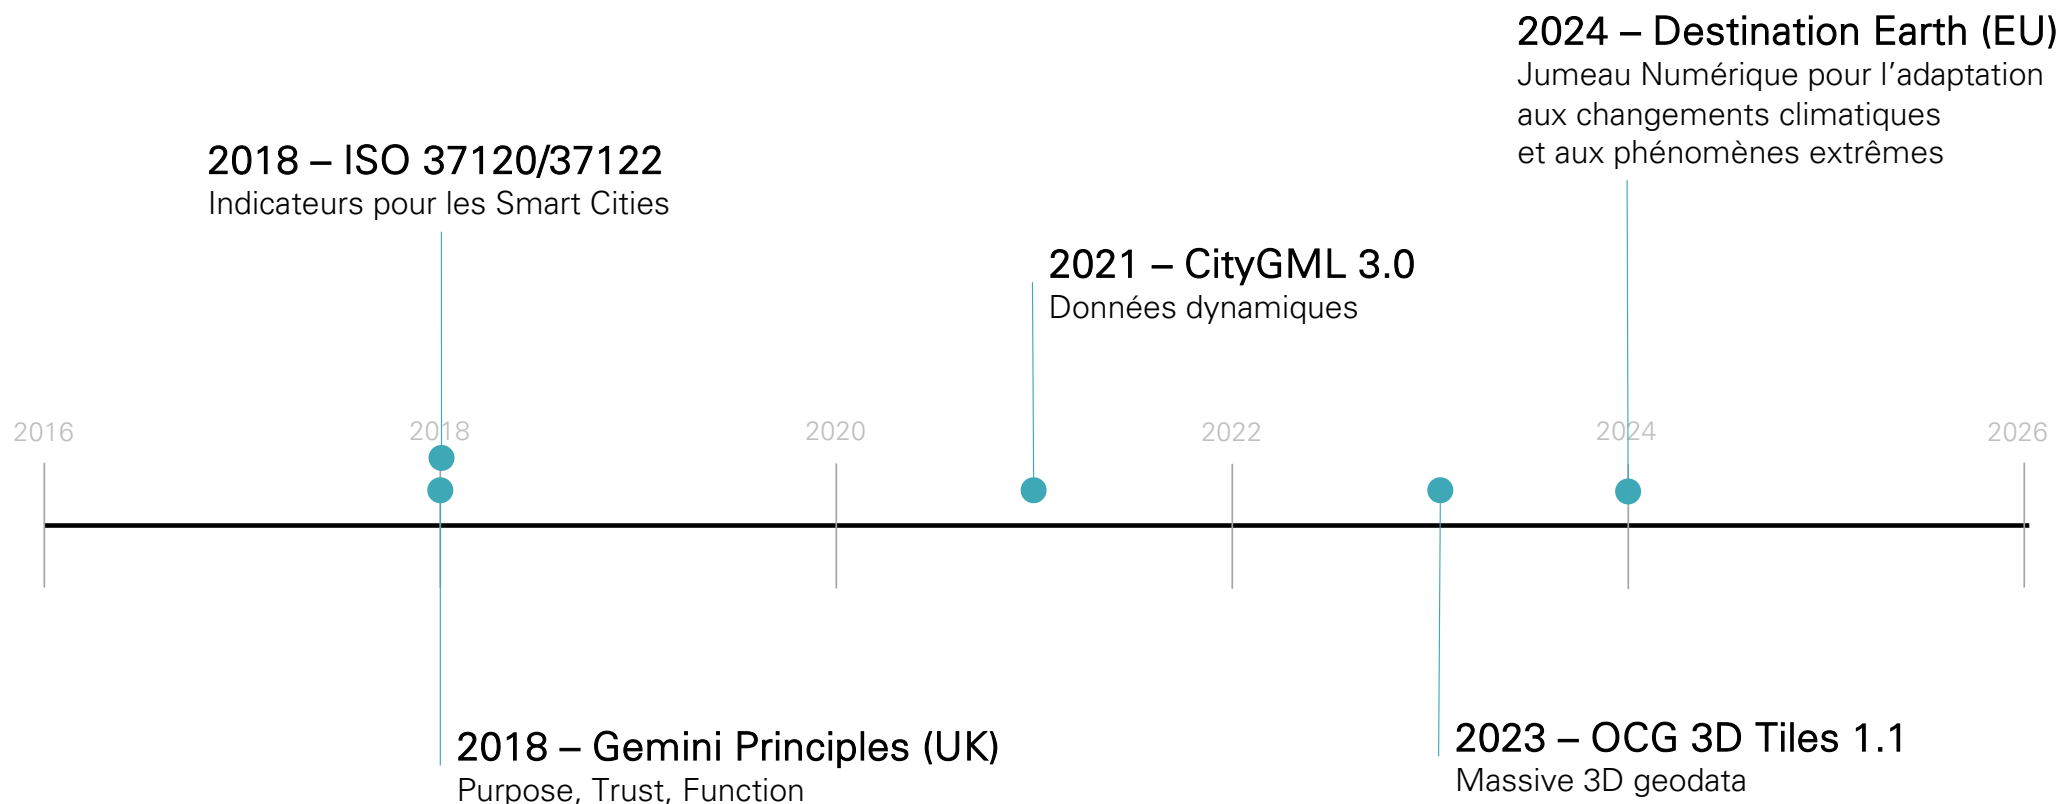 2024 – Destination Earth (EU)
Jumeau Numérique pour l’adaptation
aux changements climatiques
et aux phénomènes extrêmes
2018 – ISO 37120/37122
Indicateurs pour les Smart Cities
2021 – CityGML 3.0
Données dynamiques
2016
2018
2020
2022
2024
2026
2018 – Gemini Principles (UK)
Purpose, Trust, Function
2023 – OCG 3D Tiles 1.1
Massive 3D geodata